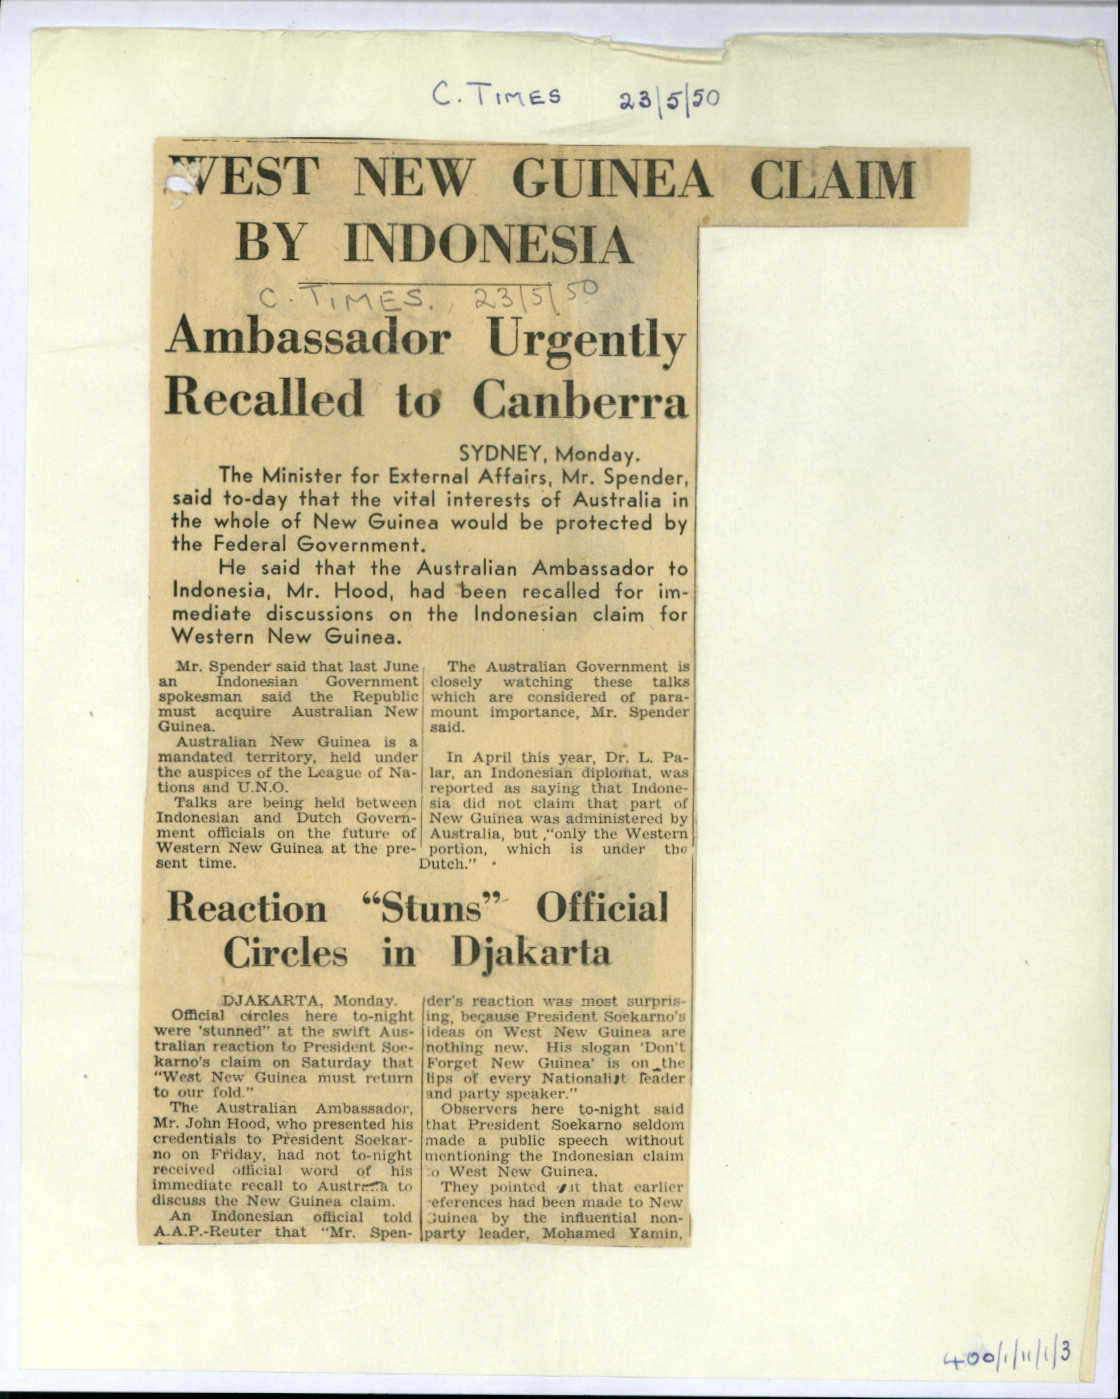 C. TIMES 23/5/50
WEST NEW GUINEA CLAIM
BY INDONESIA
C. TIMES. 23/5/50
Ambassador Urgently
Recalled to Canberra
SYDNEY, Monday.
The Minister for External Affairs, Mr. Spender,
said to-day that the vital interests of Australia in
the whole of New Guinea would be protected by
the Federal Government.
He said that the Australian Ambassador to
Indonesia, Mr. Hood, had been recalled for im-
mediate discussions on the Indonesian claim for
Western New Guinea.
Mr. Spender said that last June
an Indonesian Government
spokesman said the Republic
must acquire Australian New
Guinea.
Australian New Guinea is a
mandated territory, held under
the auspices of the League of Na-
tions and U.N.O.
Talks are being held between
Indonesian and Dutch Govern-
ment officials on the future of
Western New Guinea at the pre-
sent time.
The Australian Government is
closely watching these talks
which are considered of para-
mount importance, Mr. Spender
said.
In April this year, Dr. L. Pa-
lar, an Indonesian diplomat, was
reported as saying that Indone-
sia did not claim that part of
New Guinea was administered by
Australia, but "only the Western
portion, which is under the
Dutch."
Reaction "Stuns" Official
Circles in Djakarta
DJAKARTA, Monday.
Official circles here to-night
were 'stunned" at the swift Aus-
tralian reaction to President Soe-
karno's claim on Saturday that
"West New Guinea must return
to our fold."
The Australian Ambassador,
Mr. John Hood, who presented his
credentials to President Soekar-
no on Friday, had not to-night
received official word of his
immediate recall to Australia to
discuss the New Guinea claim.
An Indonesian official told
A.A.P.-Reuter that "Mr. Spen-
der's reaction was most surpris-
ing, because President Soekarno's
ideas on West New Guinea are
nothing new. His slogan 'Don't
Forget New Guinea' is on the
lips of every Nationalist leader
and party speaker."
Observers here to-night said
that President Soekarno seldom
made a public speech without
mentioning the Indonesian claim
to West New Guinea.
They pointed out that earlier
references had been made to New
Guinea by the influential non-
party leader, Mohamed Yamin,
400/1/11/1/3